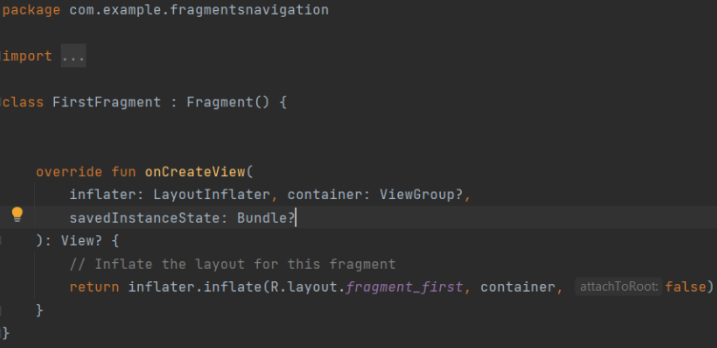 package com.example.fragmentsnavigation
import ...
class FirstFragment : Fragment() {
override fun onCreateView(
inflater: LayoutInflater, container: ViewGroup?,
savedInstanceState: Bundle?
): View? {
// Inflate the layout for this fragment
return inflater.inflate(R.layout.fragment_first, container, attachToRoot: false)
}
}